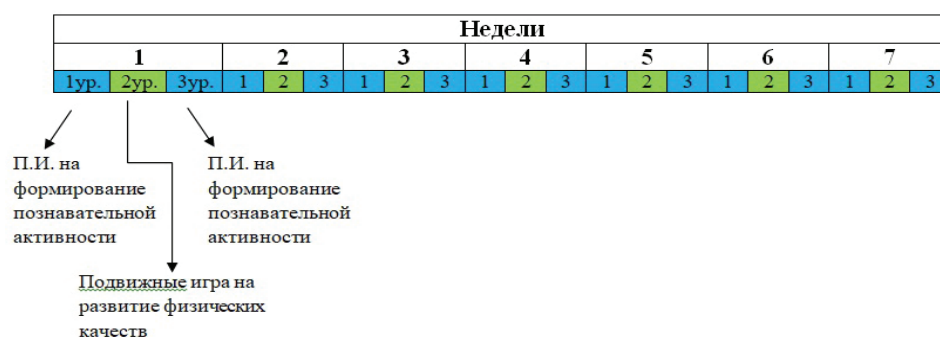 Недели
1 2 3 4 5 6 7
1ур. 2ур. 3ур. 1 2 3 1 2 3 1 2 3 1 2 3 1 2 3 1 2 3
П.И. на
формирование
познавательной
активности
П.И. на
формирование
познавательной
активности
Подвижные игра на
развитие физических
качеств